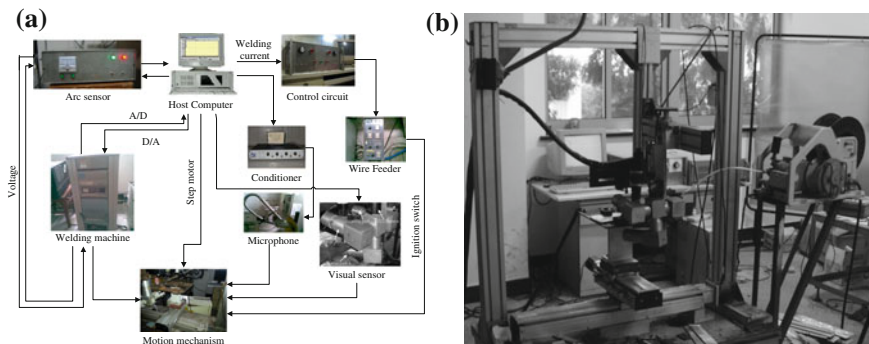 (a)
(b)
Welding
current
Arc sensor
Host Computer
Control circuit
A/D
D/A
Voltage
Step motor
Conditioner
Wire Feeder
Ignition switch
Welding machine
Microphone
Visual sensor
Motion mechanism